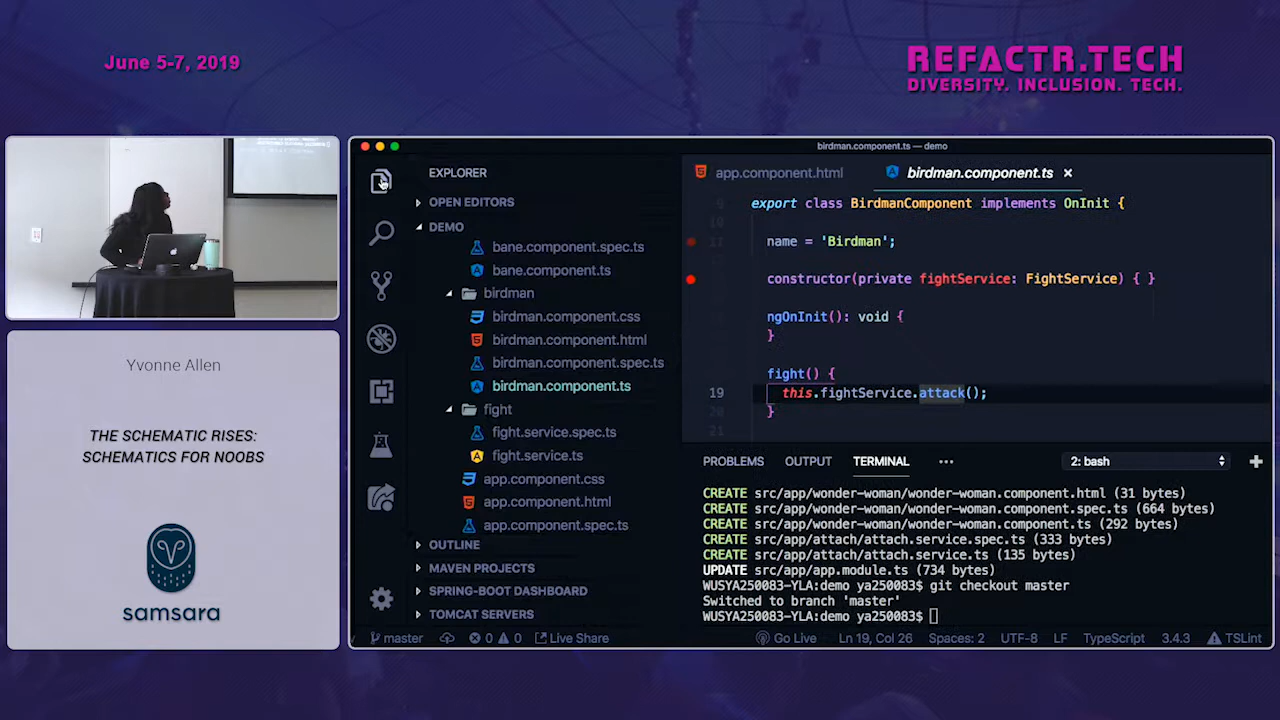 June 5-7, 2019
REFACTR.TECH
DIVERSITY. INCLUSION. TECH.
Yvonne Allen
THE SCHEMATIC RISES:
SCHEMATICS FOR NOOBS
samsara
birdman.component.ts — demo
EXPLORER
OPEN EDITORS
DEMO
bane.component.spec.ts
bane.component.ts
birdman
birdman.component.css
birdman.component.html
birdman.component.spec.ts
birdman.component.ts
fight
fight.service.spec.ts
fight.service.ts
app.component.css
app.component.html
app.component.spec.ts
OUTLINE
MAVEN PROJECTS
SPRING-BOOT DASHBOARD
TOMCAT SERVERS
app.component.html
birdman.component.ts ×
9 export class BirdmanComponent implements OnInit {
10
11 name = 'Birdman';
constructor(private fightService: FightService) { }
ngOnInit(): void {
}
fight() {
19 this.fightService.attack();
20 }
21
PROBLEMS OUTPUT TERMINAL ••• 2: bash +
CREATE src/app/wonder-woman/wonder-woman.component.html (31 bytes)
CREATE src/app/wonder-woman/wonder-woman.component.spec.ts (664 bytes)
CREATE src/app/wonder-woman/wonder-woman.component.ts (292 bytes)
CREATE src/app/attach/attach.service.spec.ts (333 bytes)
CREATE src/app/attach/attach.service.ts (135 bytes)
UPDATE src/app/app.module.ts (734 bytes)
WUSYA250083-YLA:demo ya250083$ git checkout master
Switched to branch 'master'
WUSYA250083-YLA:demo ya250083$
master 0 0 Live Share Go Live Ln 19, Col 26 Spaces: 2 UTF-8 LF TypeScript 3.4.3 TSLint